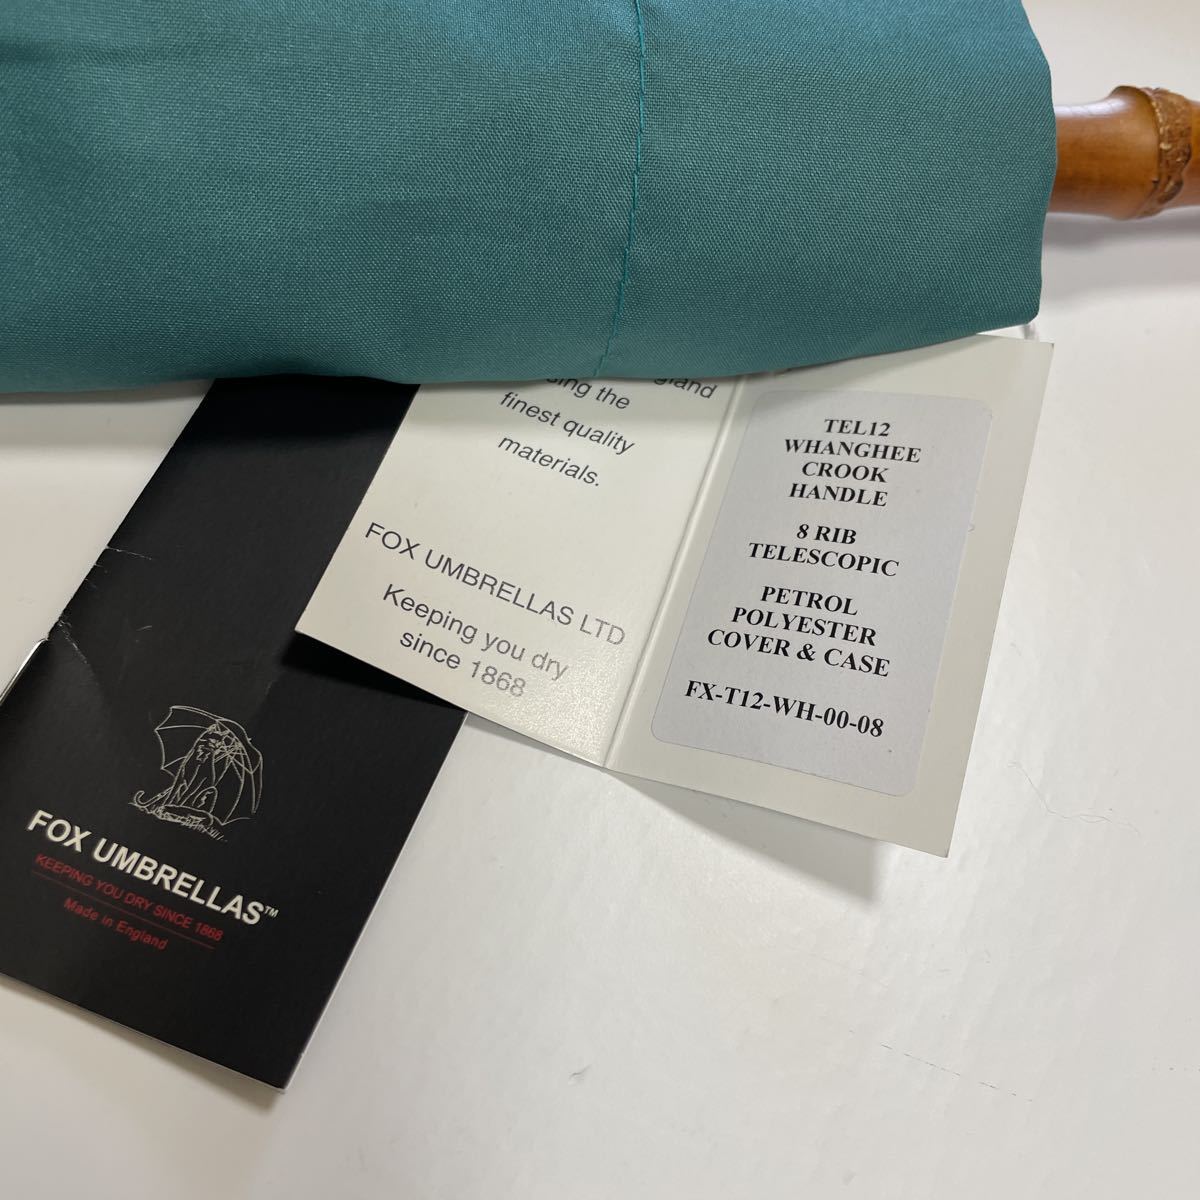 the
finest quality
materials.
FOX UMBRELLAS LTD
Keeping you dry
since 1868
TEL12
WHANGHEE
CROOK
HANDLE
8 RIB
TELESCOPIC
PETROL
POLYESTER
COVER & CASE
FX-T12-WH-00-08
FOX UMBRELLAS™
KEEPING YOU DRY SINCE 1868
Made in England